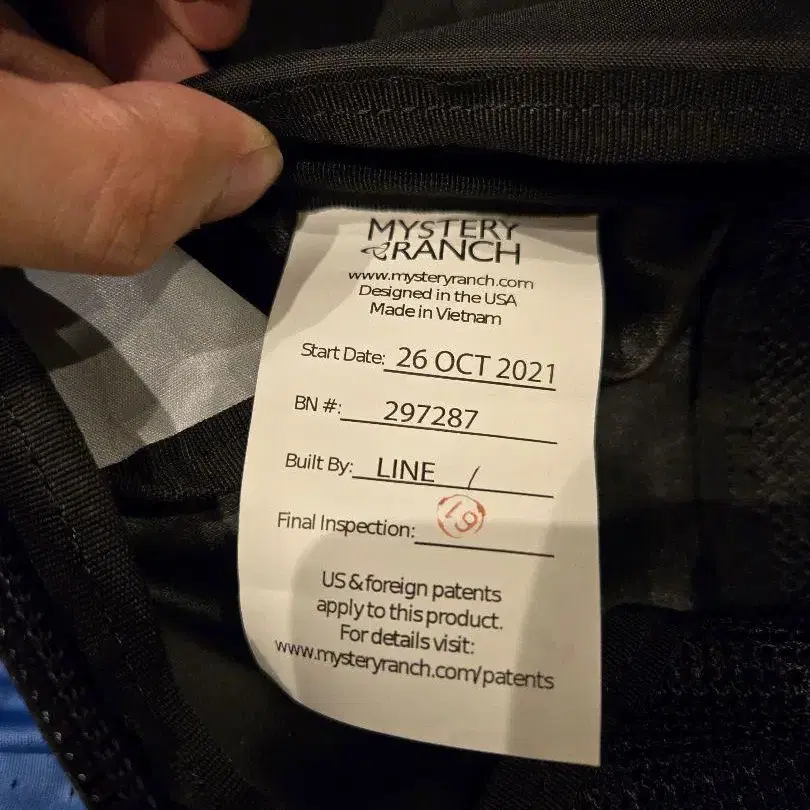 MYSTERY
RANCH
www.mysteryranch.com
Designed in the USA
Made in Vietnam
Start Date: 26 OCT 2021
BN #: 297287
Built By: LINE /
Final Inspection: 19
US & foreign patents
apply to this product.
For details visit:
www.mysteryranch.com/patents